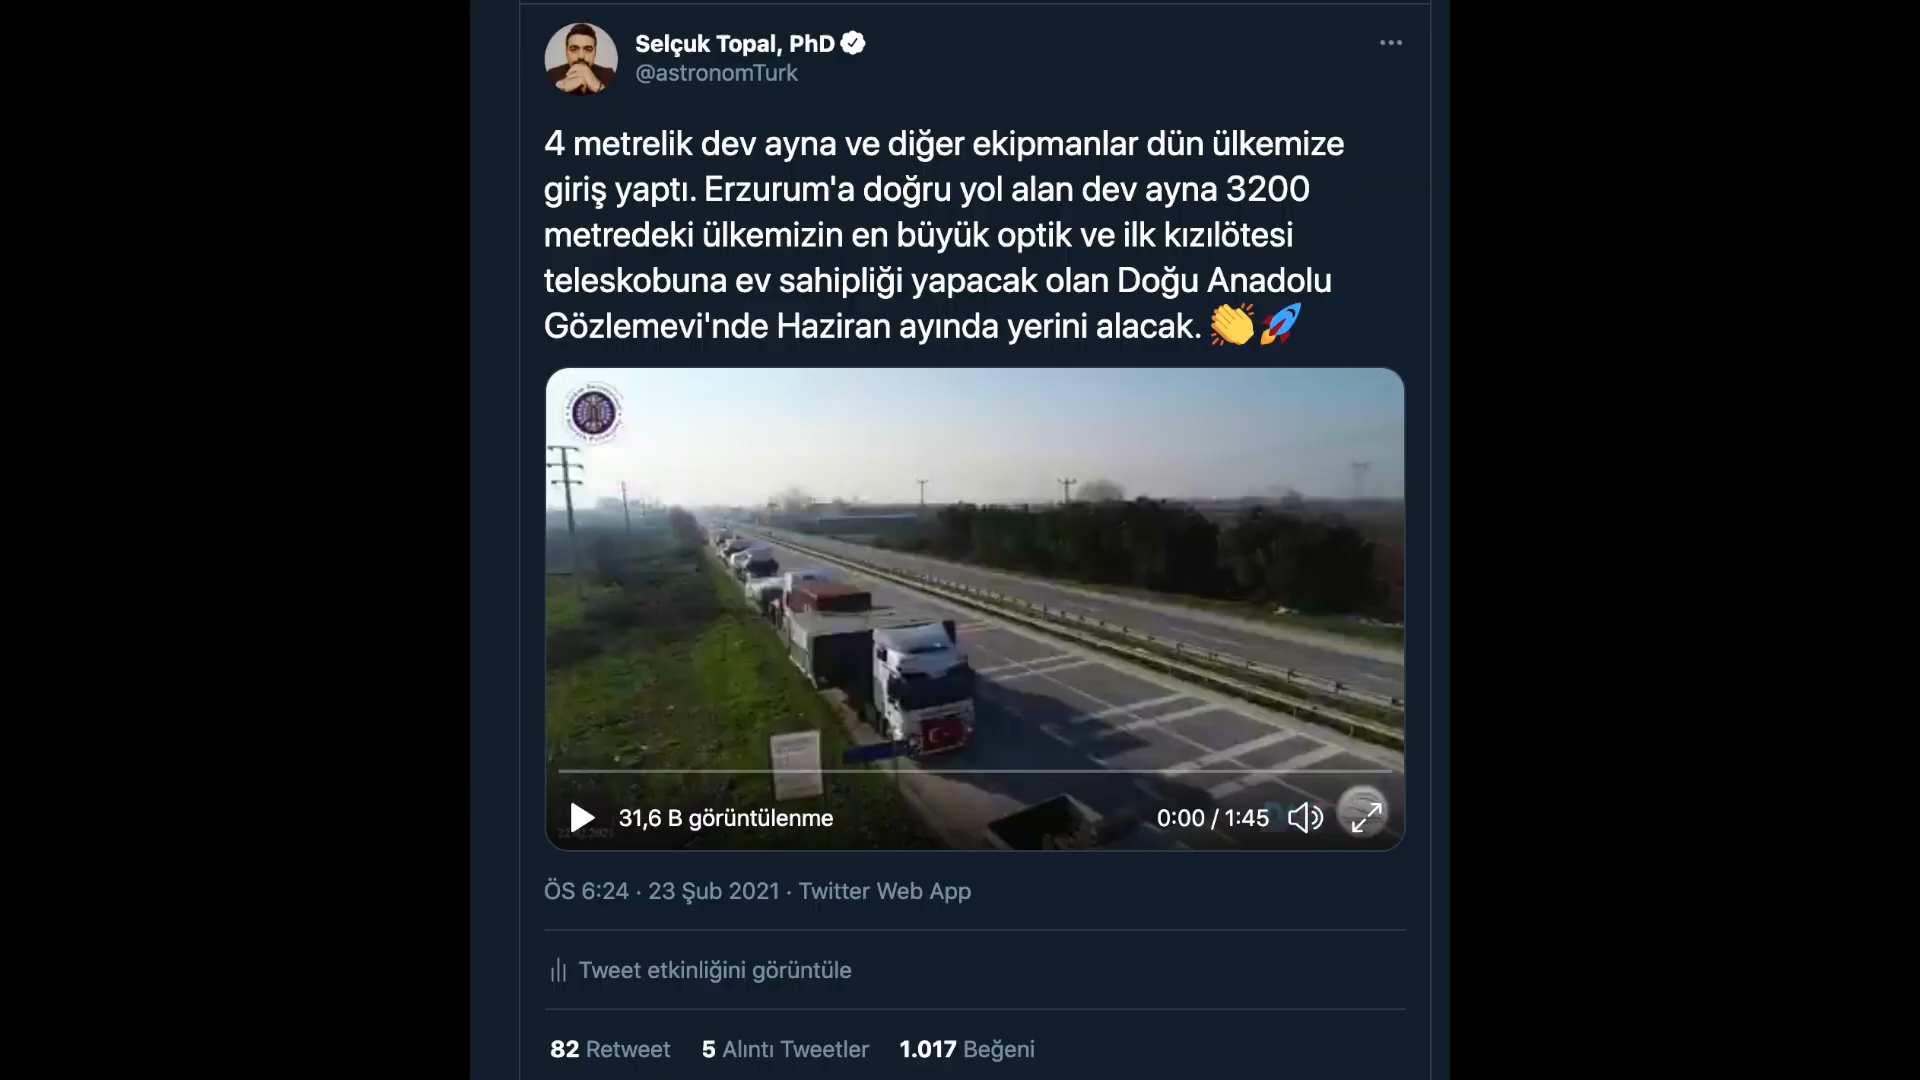 Selçuk Topal, PhD
@astronomTurk
4 metrelik dev ayna ve diğer ekipmanlar dün ülkemize
giriş yaptı. Erzurum'a doğru yol alan dev ayna 3200
metredeki ülkemizin en büyük optik ve ilk kızılötesi
teleskobuna ev sahipliği yapacak olan Doğu Anadolu
Gözlemevi'nde Haziran ayında yerini alacak. 👏🚀
31,6 B görüntülenme
0:00 / 1:45
ÖS 6:24 · 23 Şub 2021 · Twitter Web App
Tweet etkinliğini görüntüle
82 Retweet 5 Alıntı Tweetler 1.017 Beğeni